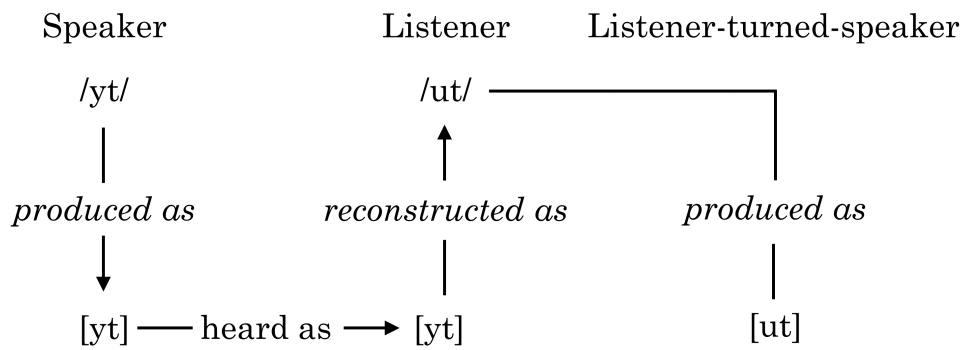 Speaker Listener Listener-turned-speaker
/yt/ /ut/
produced as reconstructed as produced as
[yt] heard as [yt] [ut]